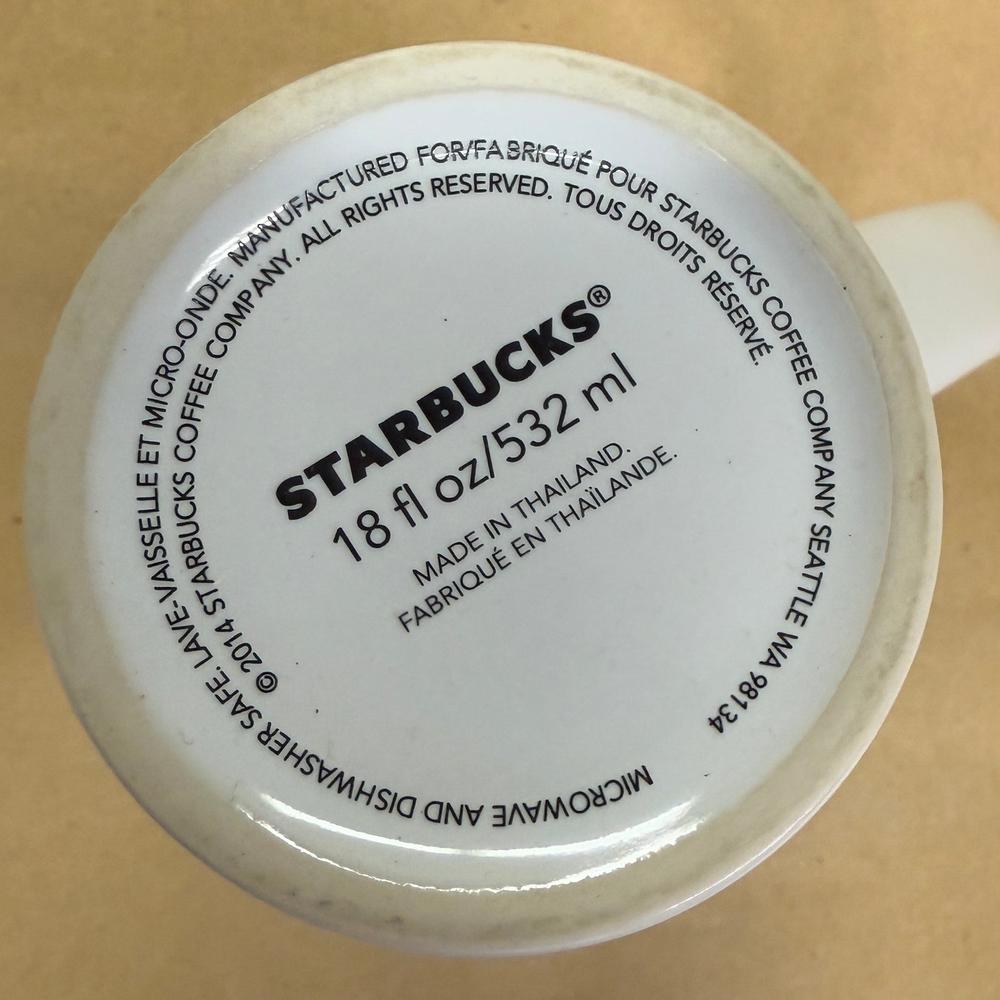 STARBUCKS®
18 fl oz/532 ml
MADE IN THAILAND.
FABRIQUÉ EN THAÏLANDE.
MICROWAVE AND DISHWASHER SAFE. LAVE-VAISSELLE ET MICRO-ONDE. MANUFACTURED FOR/FABRIQUÉ POUR STARBUCKS COFFEE COMPANY SEATTLE WA 98134
©2014 STARBUCKS COFFEE COMPANY. ALL RIGHTS RESERVED. TOUS DROITS RÉSERVÉ.